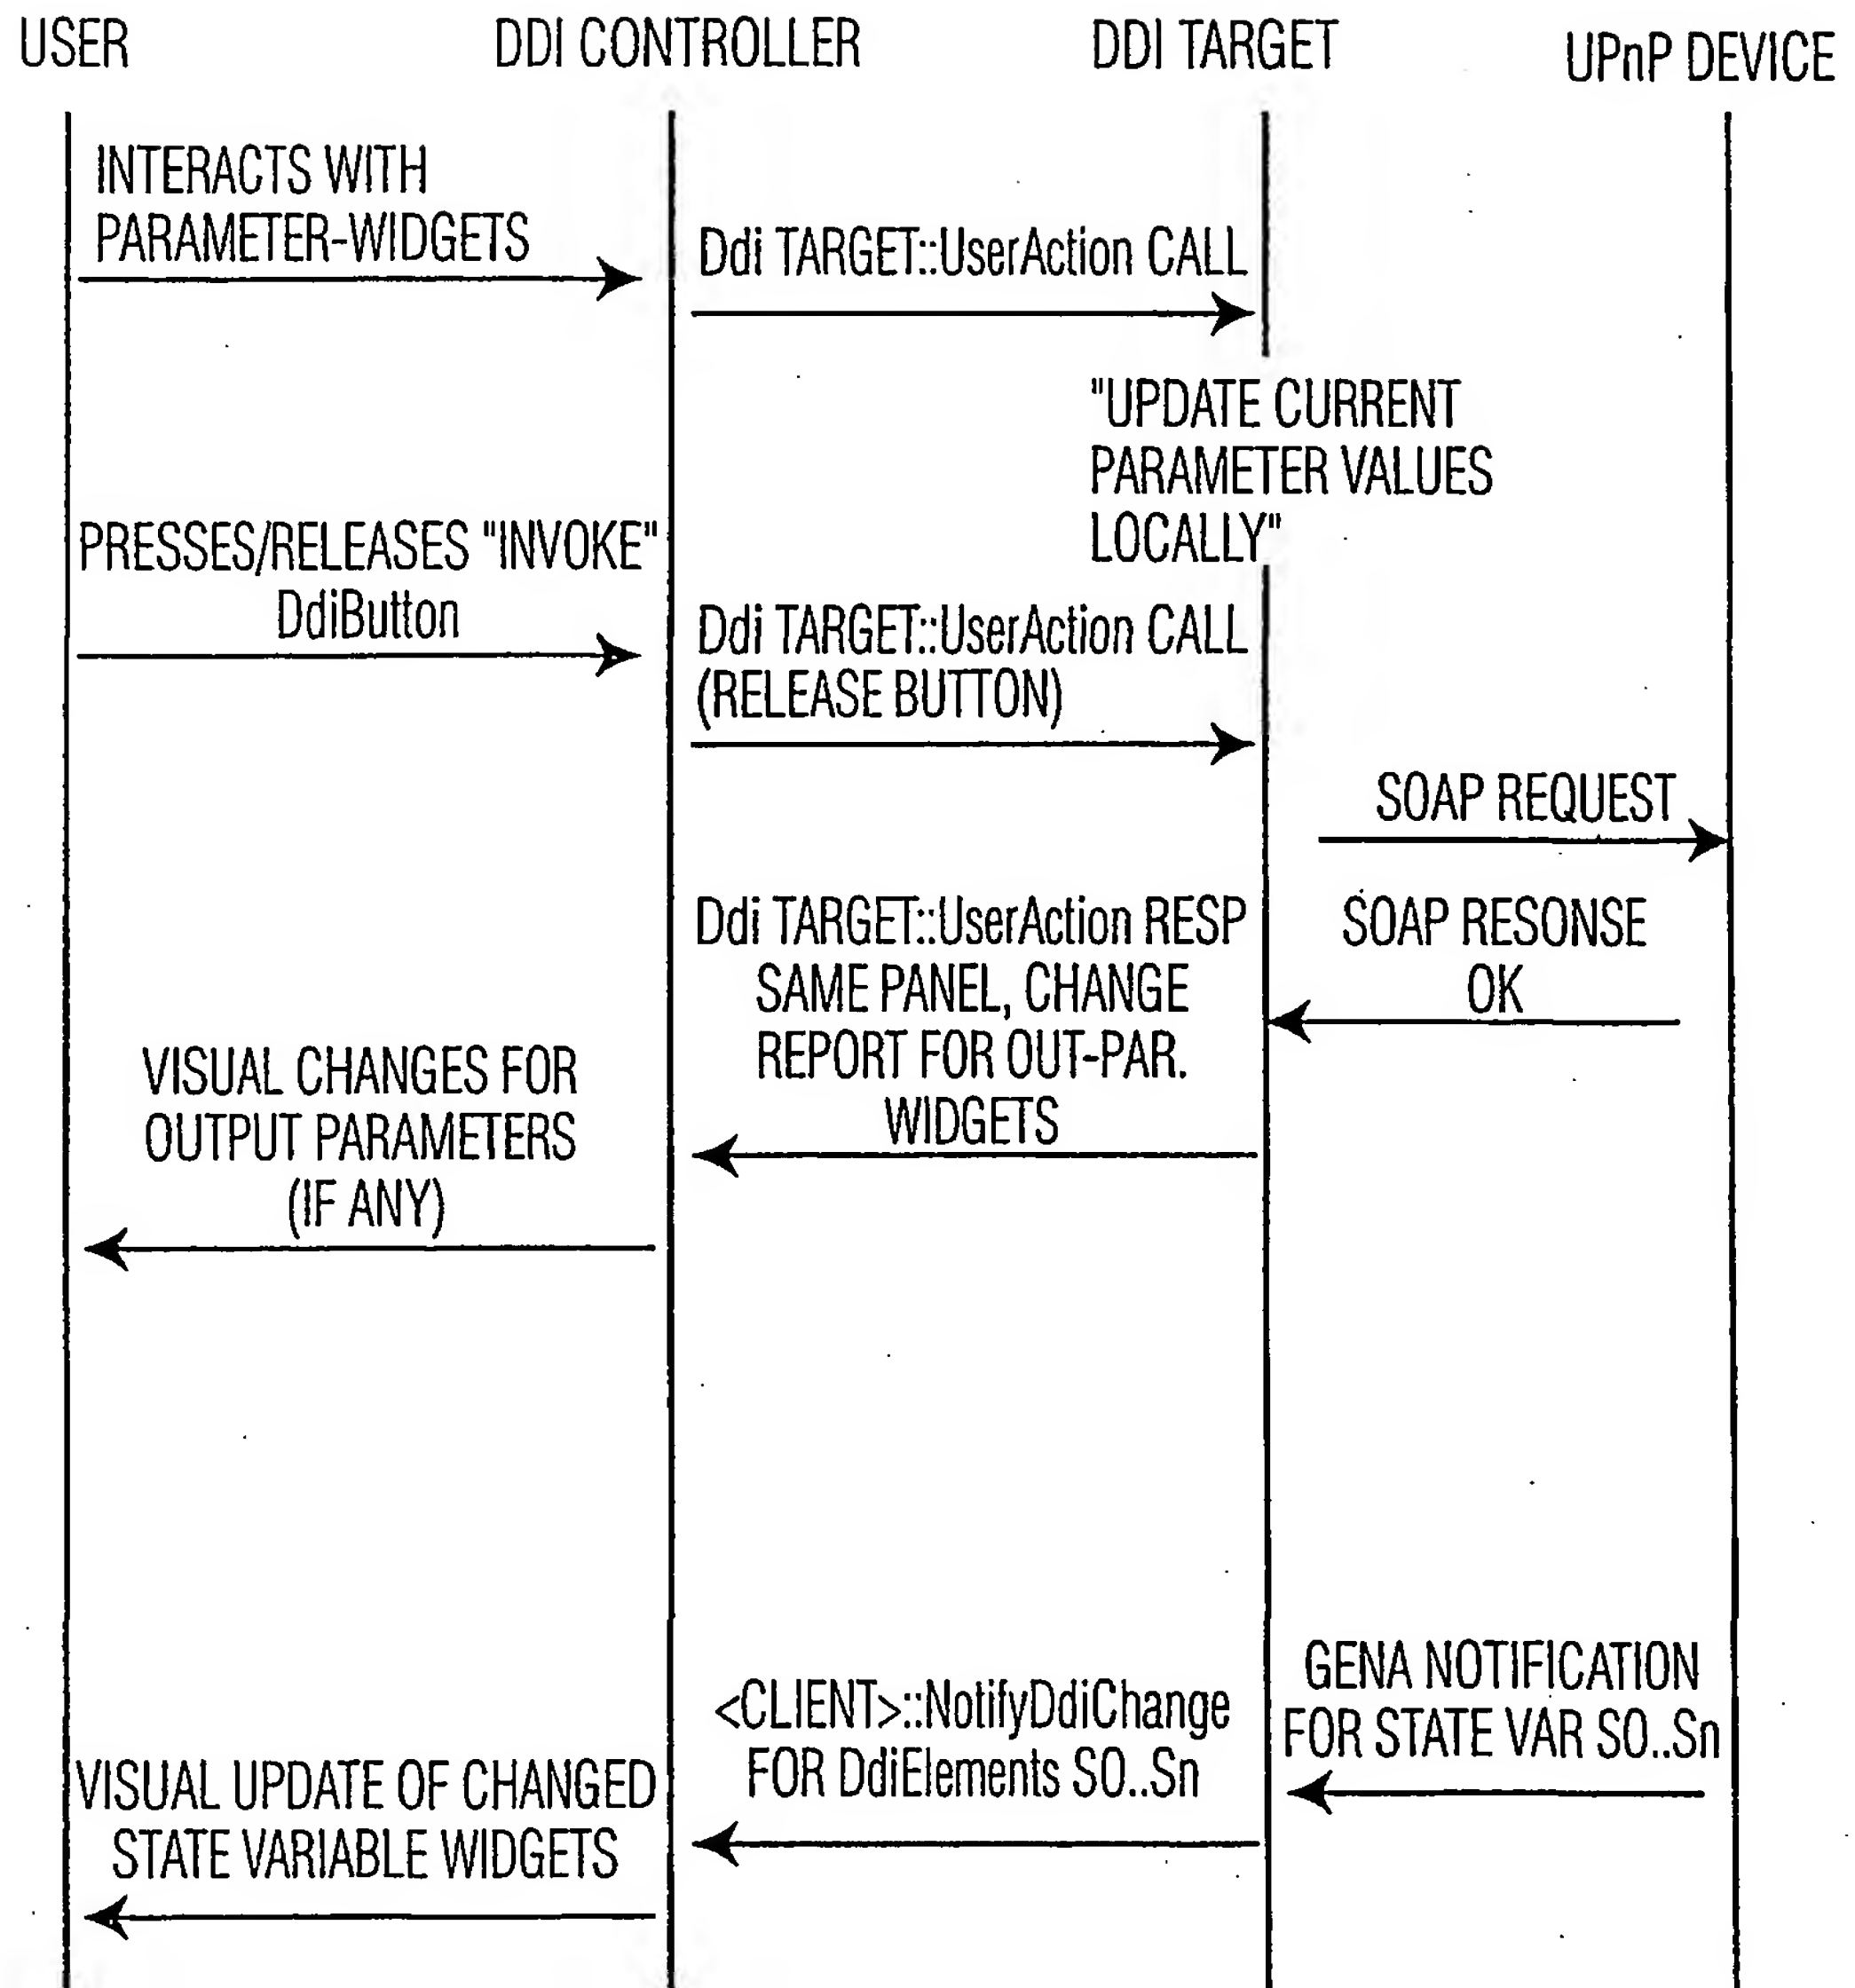 USER
DDI CONTROLLER
DDI TARGET
UPnP DEVICE
INTERACTS WITH
PARAMETER-WIDGETS
Ddi TARGET::UserAction CALL
"UPDATE CURRENT
PARAMETER VALUES
LOCALLY"
PRESSES/RELEASES "INVOKE"
DdiButton
Ddi TARGET::UserAction CALL
(RELEASE BUTTON)
SOAP REQUEST
SOAP RESONSE
OK
Ddi TARGET::UserAction RESP
SAME PANEL, CHANGE
REPORT FOR OUT-PAR.
WIDGETS
VISUAL CHANGES FOR
OUTPUT PARAMETERS
(IF ANY)
GENA NOTIFICATION
FOR STATE VAR SO..Sn
<CLIENT>::NotifyDdiChange
FOR DdiElements SO..Sn
VISUAL UPDATE OF CHANGED
STATE VARIABLE WIDGETS